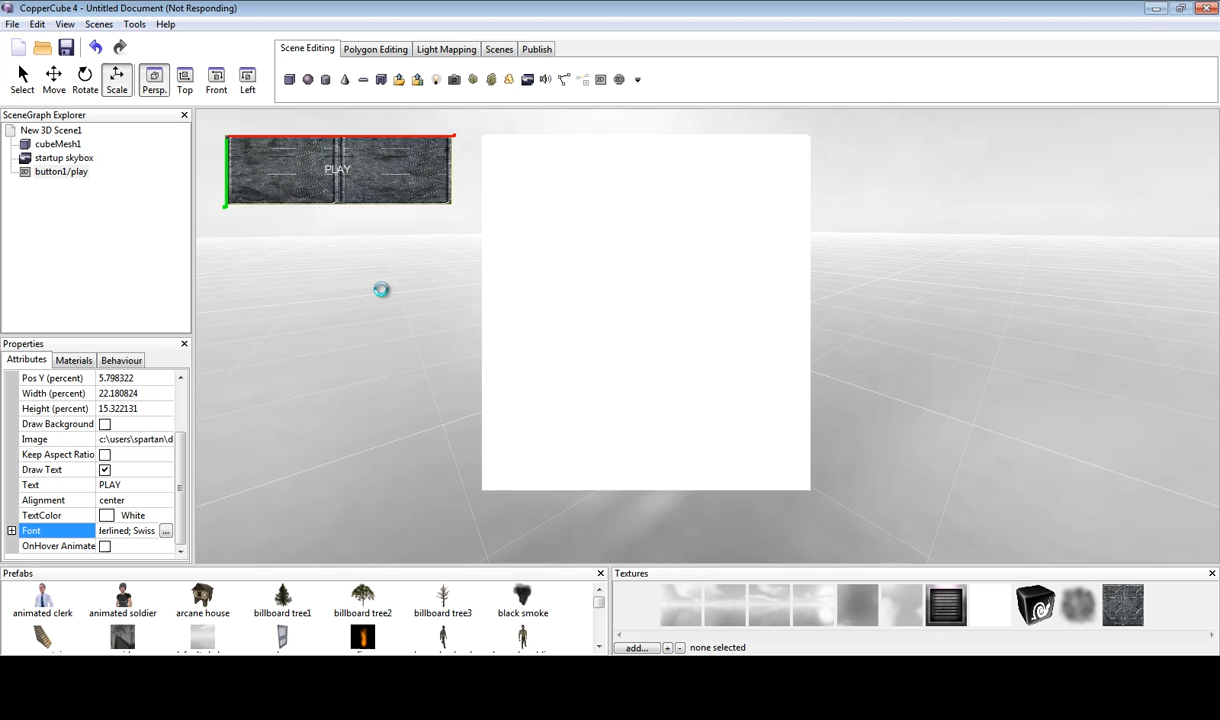 CopperCube 4 - Untitled Document (Not Responding)
File Edit View Scenes Tools Help
Scene Editing Polygon Editing Light Mapping Scenes Publish
Select Move Rotate Scale Persp. Top Front Left
SceneGraph Explorer
New 3D Scene1
cubeMesh1
startup skybox
button1/play
PLAY
Properties
Attributes Materials Behaviour
Pos Y (percent) 5.798322
Width (percent) 22.180824
Height (percent) 15.322131
Draw Background
Image c:\users\spartan\d
Keep Aspect Ratio
Draw Text
Text PLAY
Alignment center
TextColor White
Font lerlined; Swiss ...
OnHover Animate
Prefabs
animated clerk animated soldier arcane house billboard tree1 billboard tree2 billboard tree3 black smoke
Textures
add... + - none selected